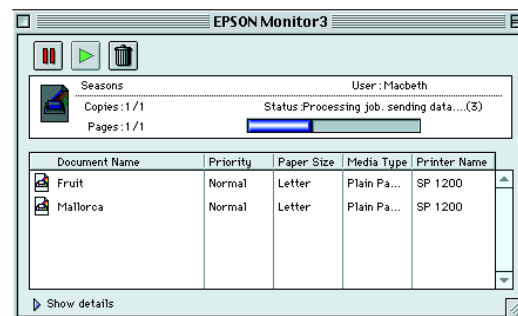 EPSON Monitor3
Seasons User : Macbeth
Copies : 1 / 1 Status :Processing job. sending data....(3)
Pages : 1 / 1
Document Name Priority Paper Size Media Type Printer Name
Fruit Normal Letter Plain Pa... SP 1200
Mallorca Normal Letter Plain Pa... SP 1200
Show details